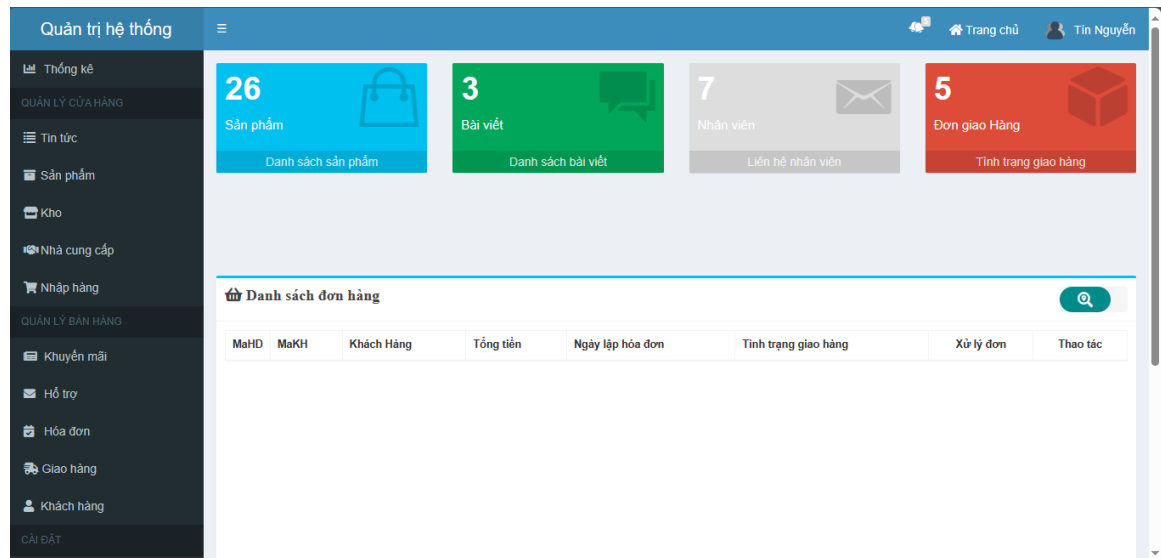 Quản trị hệ thống
Trang chủ
Tín Nguyễn
Thống kê
QUẢN LÝ CỬA HÀNG
Tin tức
Sản phẩm
Kho
Nhà cung cấp
Nhập hàng
QUẢN LÝ BÁN HÀNG
Khuyến mãi
Hổ trợ
Hóa đơn
Giao hàng
Khách hàng
CÀI ĐẶT
26
Sản phẩm
Danh sách sản phẩm
3
Bài viết
Danh sách bài viết
7
Nhân viên
Liên hệ nhân viên
5
Đơn giao Hàng
Tình trạng giao hàng
Danh sách đơn hàng
MaHD MaKH Khách Hàng Tổng tiền Ngày lập hóa đơn Tình trạng giao hàng Xử lý đơn Thao tác